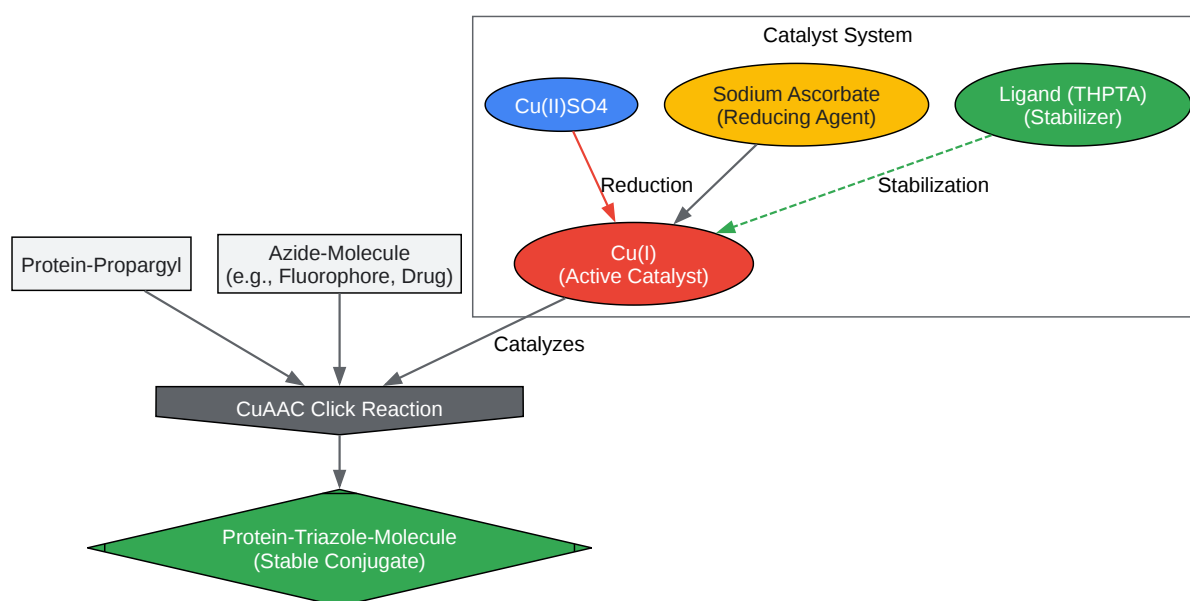 Catalyst System
Cu(II)SO4
Sodium Ascorbate
(Reducing Agent)
Ligand (THPTA)
(Stabilizer)
Reduction
Stabilization
Protein-Propargyl
Azide-Molecule
(e.g., Fluorophore, Drug)
Cu(I)
(Active Catalyst)
Catalyzes
CuAAC Click Reaction
Protein-Triazole-Molecule
(Stable Conjugate)